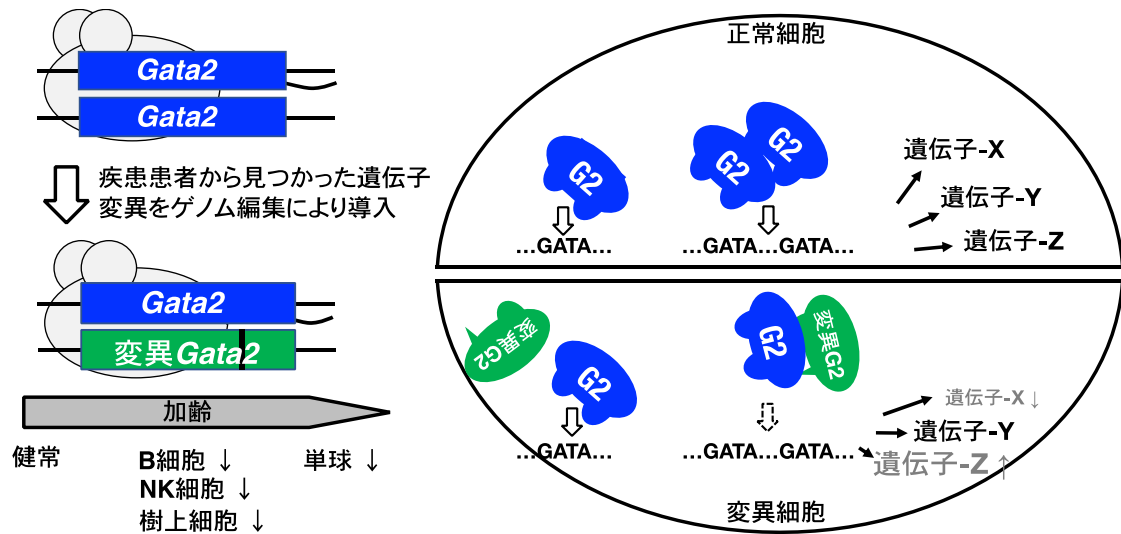 Gata2
Gata2
疾患患者から見つかった遺伝子
変異をゲノム編集により導入
Gata2
変異Gata2
加齢
健常
B細胞 ↓
単球 ↓
NK細胞 ↓
樹上細胞 ↓
正常細胞
G2
G2
G2
...GATA...
...GATA...GATA...
遺伝子-X
遺伝子-Y
遺伝子-Z
変異G2
G2
G2
変異G2
...GATA...
...GATA...GATA...
遺伝子-X↓
遺伝子-Y
遺伝子-Z↑
変異細胞